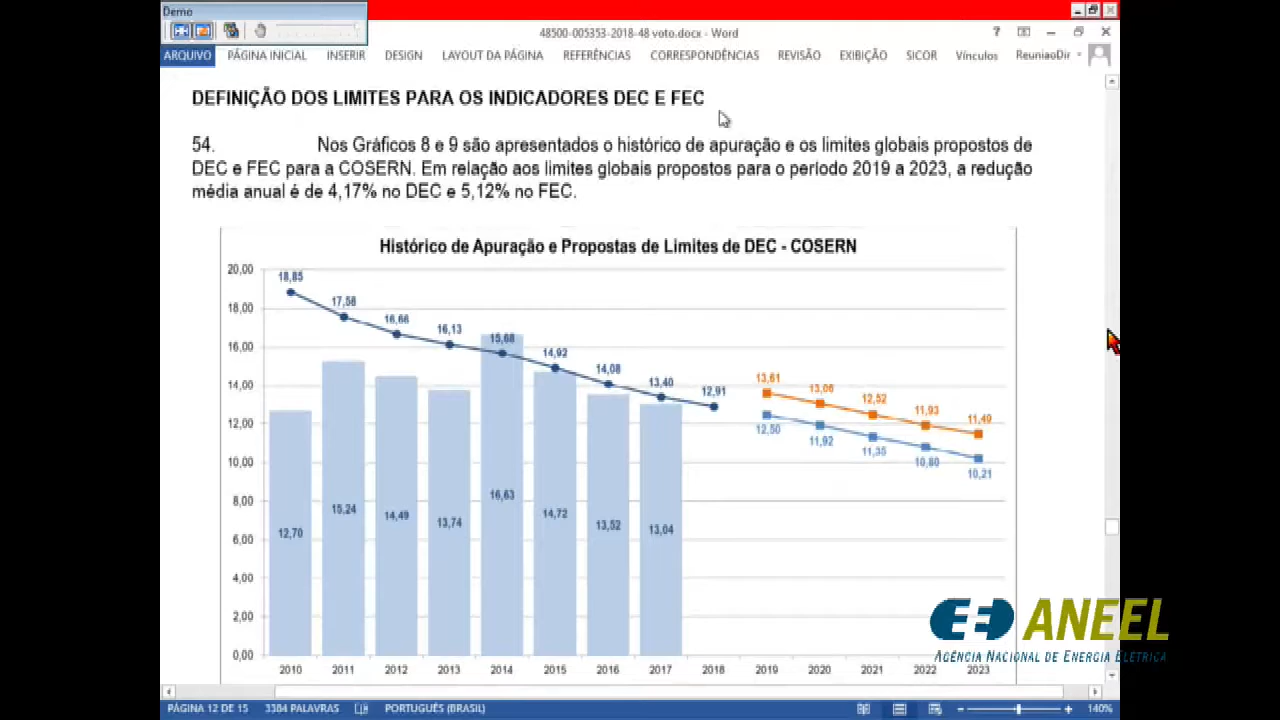 Demo
48500-005353-2018-48 voto.docx - Word
ARQUIVO PÁGINA INICIAL INSERIR DESIGN LAYOUT DA PÁGINA REFERÊNCIAS CORRESPONDÊNCIAS REVISÃO EXIBIÇÃO SICOR Vínculos ReuniaoDir
DEFINIÇÃO DOS LIMITES PARA OS INDICADORES DEC E FEC
54. Nos Gráficos 8 e 9 são apresentados o histórico de apuração e os limites globais propostos de
DEC e FEC para a COSERN. Em relação aos limites globais propostos para o período 2019 a 2023, a redução
média anual é de 4,17% no DEC e 5,12% no FEC.
Histórico de Apuração e Propostas de Limites de DEC - COSERN
20,00
18,00
16,00
14,00
12,00
10,00
8,00
6,00
4,00
2,00
0,00
18,85 17,58 16,66 16,13 15,68 14,92 14,08 13,40 12,91
13,61 13,06 12,52 11,93 11,49
12,50 11,92 11,35 10,80 10,21
12,70 15,24 14,49 13,74 16,63 14,72 13,52 13,04
2010 2011 2012 2013 2014 2015 2016 2017 2018 2019 2020 2021 2022 2023
ANEEL
AGÊNCIA NACIONAL DE ENERGIA ELÉTRICA
PÁGINA 12 DE 15 3384 PALAVRAS PORTUGUÊS (BRASIL) 140%